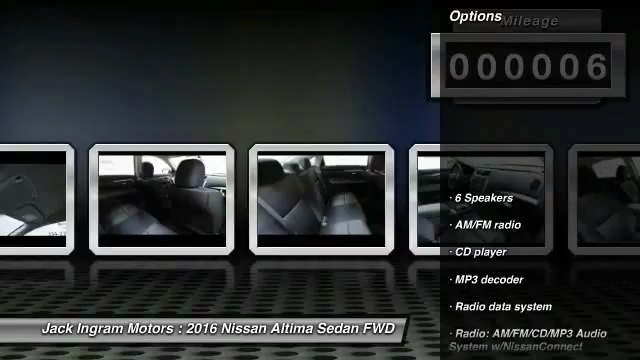 Options
Mileage
000006
· 6 Speakers
· AM/FM radio
· CD player
· MP3 decoder
· Radio data system
· Radio: AM/FM/CD/MP3 Audio
System w/NissanConnect
Jack Ingram Motors : 2016 Nissan Altima Sedan FWD